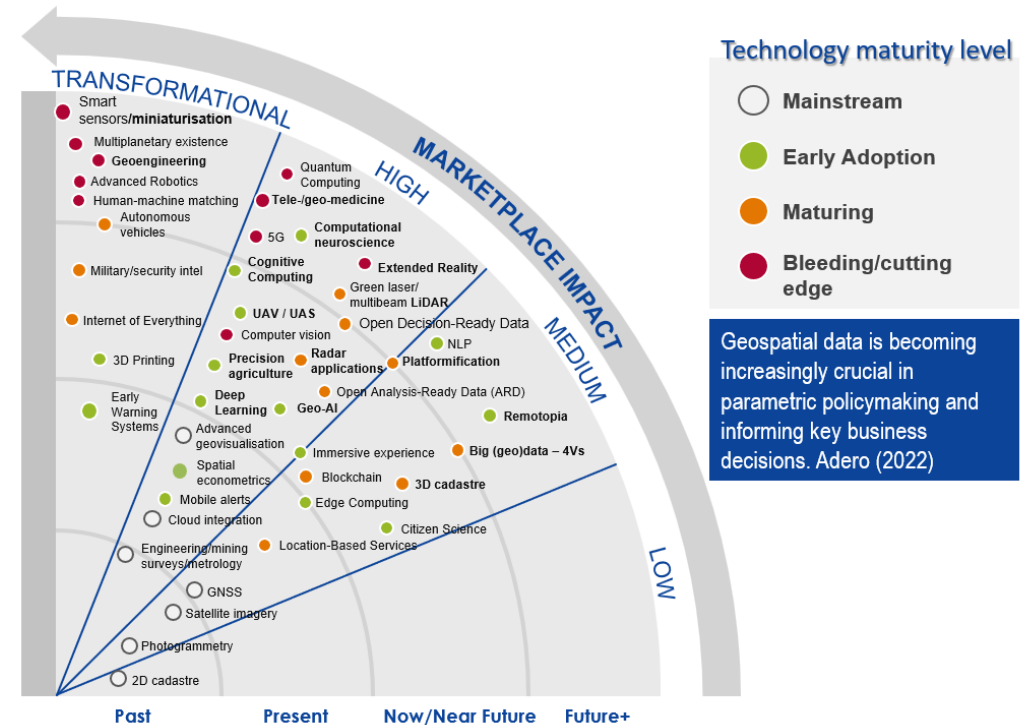 TRANSFORMATIONAL
HIGH
MEDIUM
LOW
MARKETPLACE IMPACT
Smart
sensors/miniaturisation
Multiplanetary existence
Geoengineering
Advanced Robotics
Human-machine matching
Autonomous
vehicles
Military/security intel
Internet of Everything
3D Printing
Early
Warning
Systems
Quantum
Computing
Tele-/geo-medicine
5G
Computational
neuroscience
Cognitive
Computing
Extended Reality
Green laser/
multibeam LiDAR
UAV / UAS
Open Decision-Ready Data
Computer vision
NLP
Precision
agriculture
Radar
applications
Platformification
Deep
Learning
Geo-AI
Open Analysis-Ready Data (ARD)
Remotopia
Advanced
geovisualisation
Immersive experience
Big (geo)data – 4Vs
Spatial
econometrics
Blockchain
3D cadastre
Mobile alerts
Edge Computing
Cloud integration
Citizen Science
Engineering/mining
surveys/metrology
Location-Based Services
GNSS
Satellite imagery
Photogrammetry
2D cadastre
Past
Present
Now/Near Future
Future+
Technology maturity level
Mainstream
Early Adoption
Maturing
Bleeding/cutting
edge
Geospatial data is becoming
increasingly crucial in
parametric policymaking and
informing key business
decisions. Adero (2022)